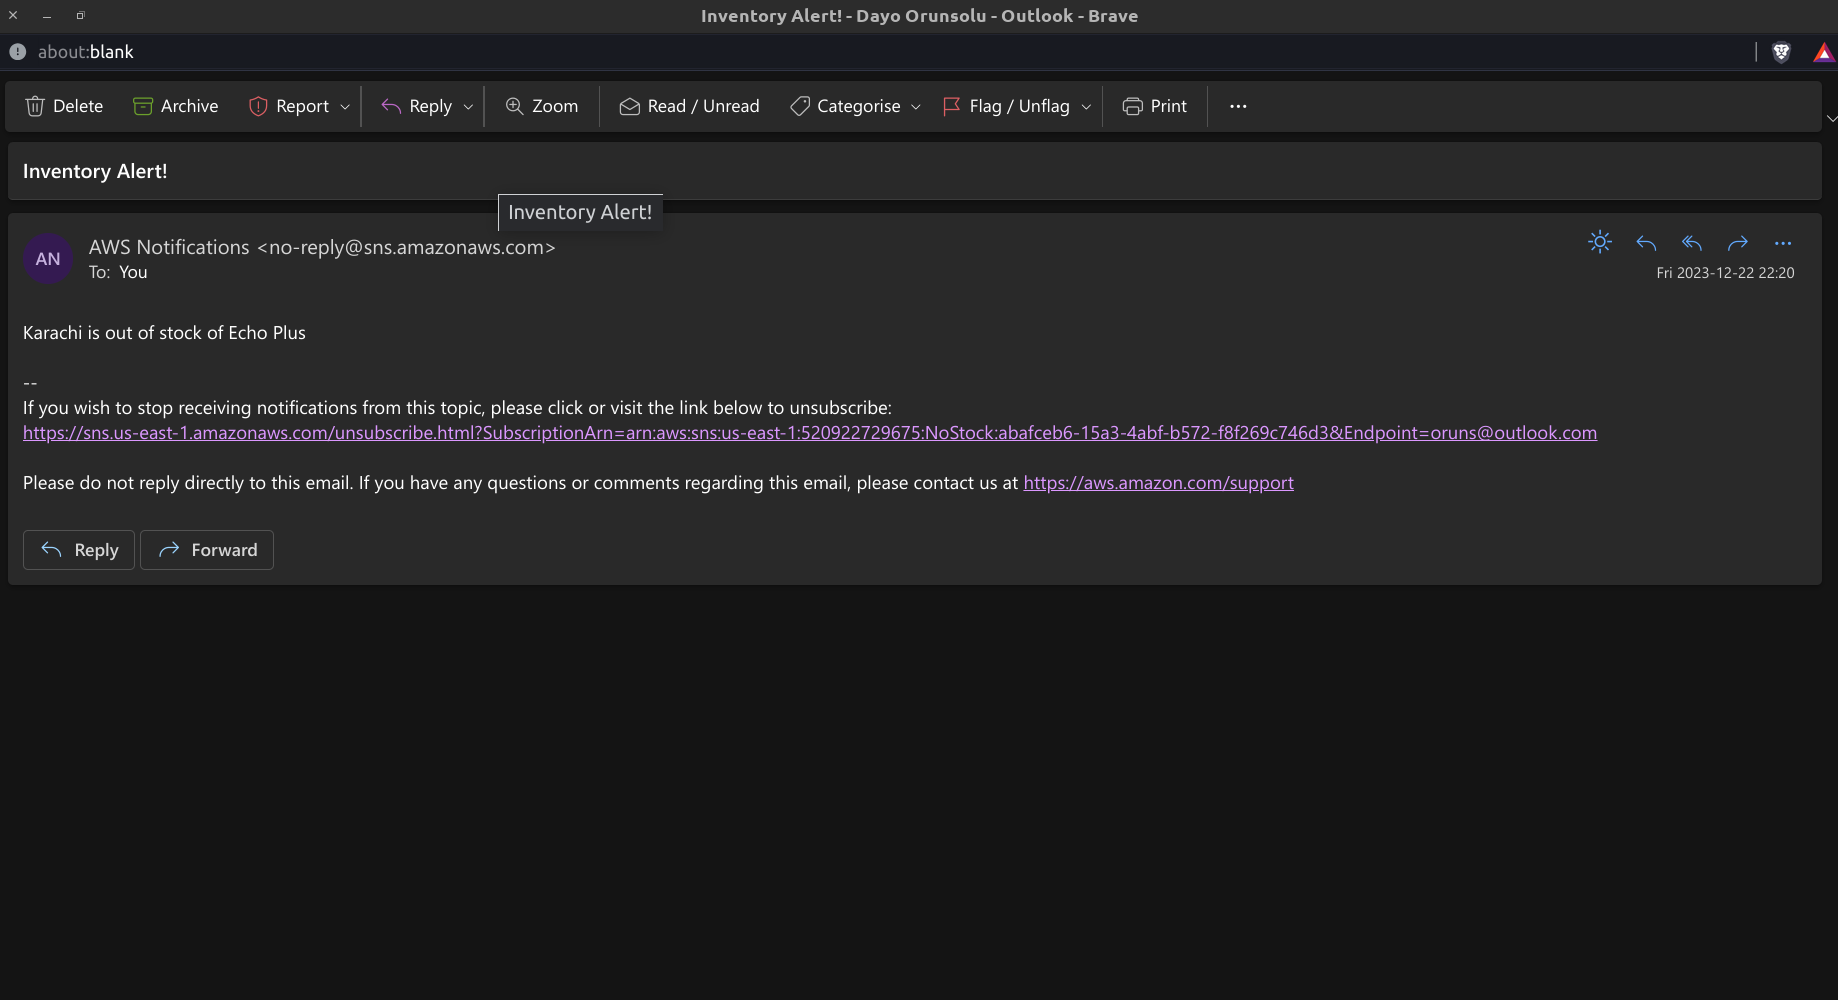 Inventory Alert! - Dayo Orunsolu - Outlook - Brave
about:blank
Delete Archive Report Reply Zoom Read / Unread Categorise Flag / Unflag Print
Inventory Alert!
Inventory Alert!
AN
AWS Notifications <no-reply@sns.amazonaws.com>
To: You
Fri 2023-12-22 22:20
Karachi is out of stock of Echo Plus
--
If you wish to stop receiving notifications from this topic, please click or visit the link below to unsubscribe:
https://sns.us-east-1.amazonaws.com/unsubscribe.html?SubscriptionArn=arn:aws:sns:us-east-1:520922729675:NoStock:abafceb6-15a3-4abf-b572-f8f269c746d3&Endpoint=oruns@outlook.com
Please do not reply directly to this email. If you have any questions or comments regarding this email, please contact us at https://aws.amazon.com/support
Reply Forward